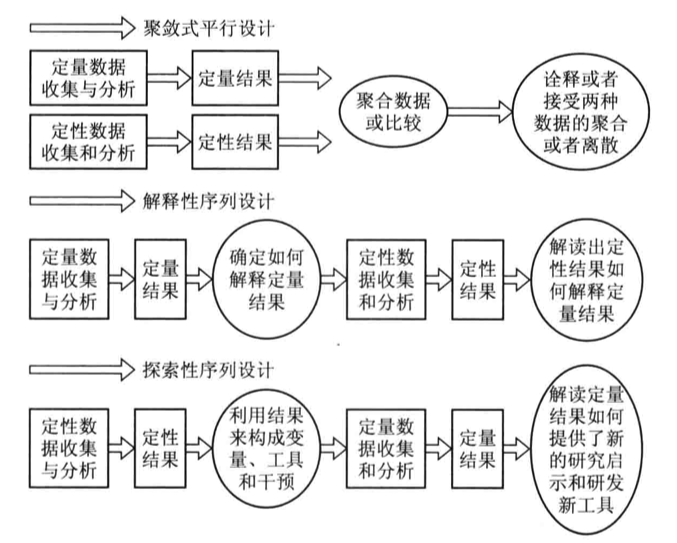 聚敛式平行设计
定量数据
收集与分析
定量结果
定性数据
收集和分析
定性结果
聚合数据
或比较
诠释或者
接受两种
数据的聚合
或者离散
解释性序列设计
定量数
据收集
与分析
定量
结果
确定如何
解释定量
结果
定性数
据收集
和分析
定性
结果
解读出定
性结果如
何解释定
量结果
探索性序列设计
定性数
据收集
与分析
定性
结果
利用结果
来构成变
量、工具
和干预
定量数
据收集
和分析
定量
结果
解读定量
结果如何
提供了新
的研究启
示和研发
新工具